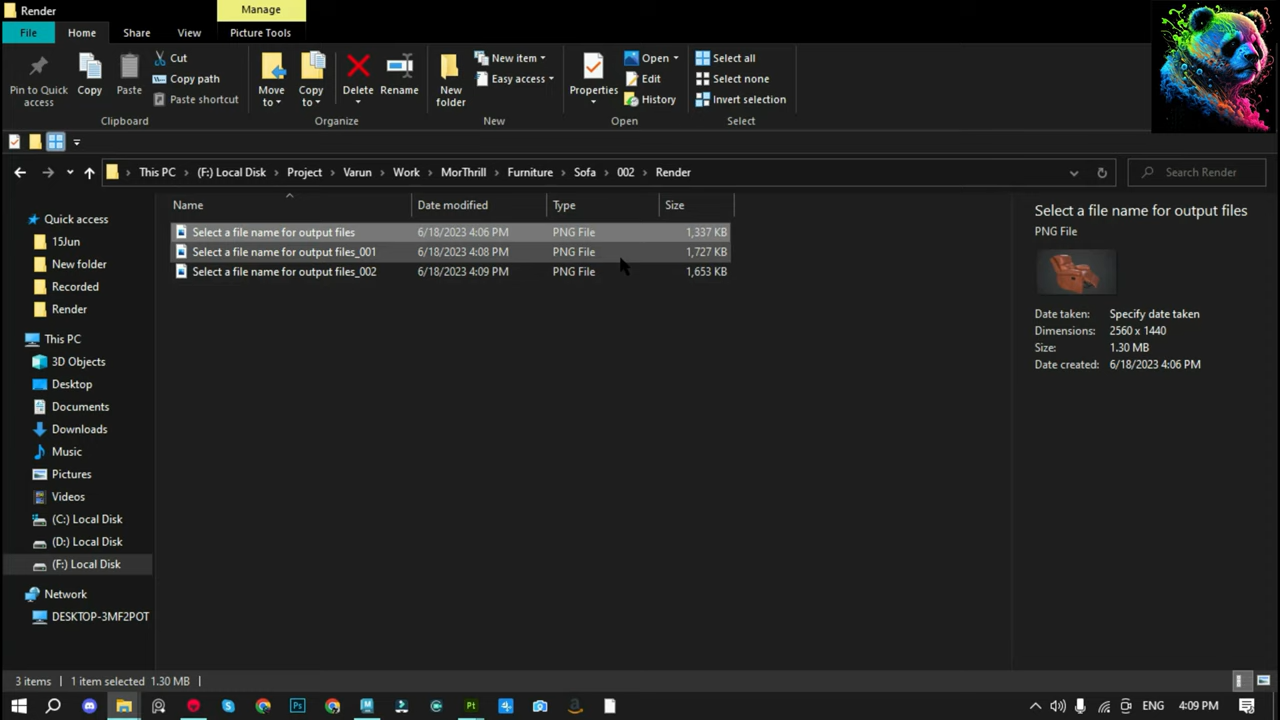 Render
Manage
File
Home
Share
View
Picture Tools
Pin to Quick access
Copy
Paste
Cut
Copy path
Paste shortcut
Clipboard
Move to
Copy to
Delete
Rename
Organize
New folder
New item
Easy access
New
Properties
Open
Edit
History
Open
Select all
Select none
Invert selection
Select
This PC
(F:) Local Disk
Project
Varun
Work
MorThrill
Furniture
Sofa
002
Render
Search Render
Quick access
15Jun
New folder
Recorded
Render
This PC
3D Objects
Desktop
Documents
Downloads
Music
Pictures
Videos
(C:) Local Disk
(D:) Local Disk
(F:) Local Disk
Network
DESKTOP-3MF2POT
Name Date modified Type Size
Select a file name for output files 6/18/2023 4:06 PM PNG File 1,337 KB
Select a file name for output files_001 6/18/2023 4:08 PM PNG File 1,727 KB
Select a file name for output files_002 6/18/2023 4:09 PM PNG File 1,653 KB
Select a file name for output files
PNG File
Date taken: Specify date taken
Dimensions: 2560 x 1440
Size: 1.30 MB
Date created: 6/18/2023 4:06 PM
3 items 1 item selected 1.30 MB
Ps
M
Pt
ENG
4:09 PM